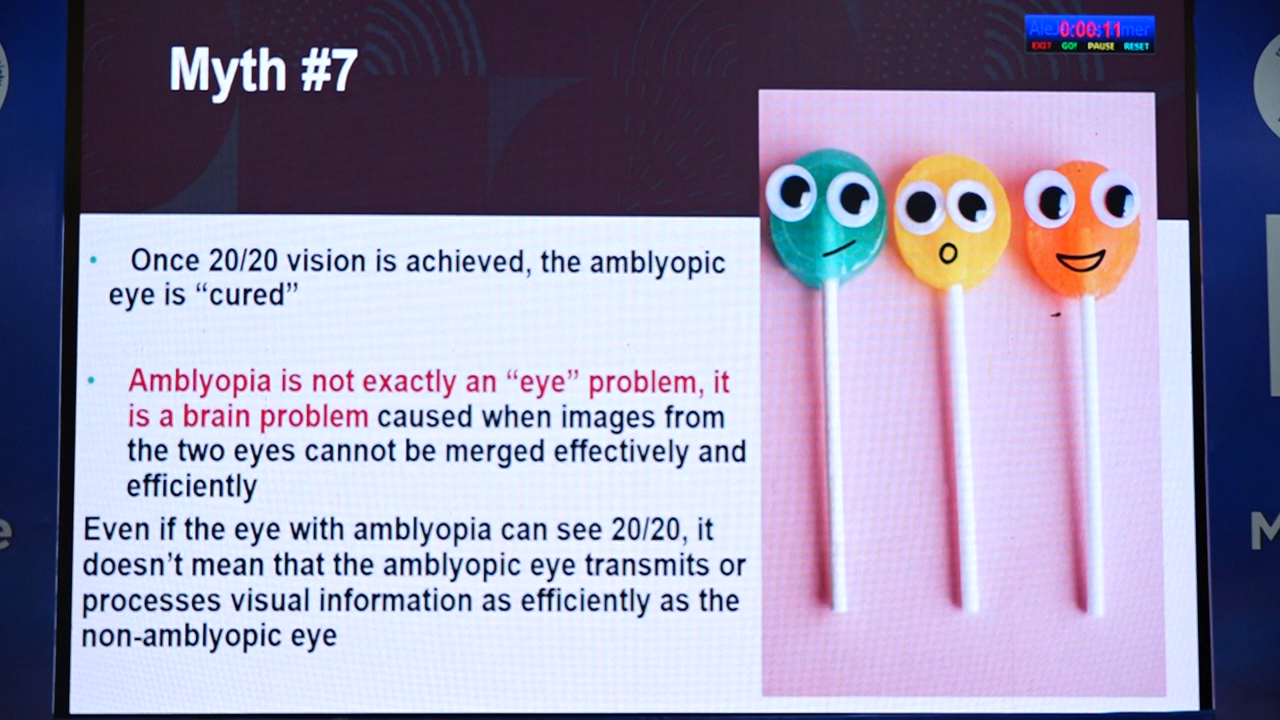 Myth #7
0:00:11
EXIT GO! PAUSE RESET
• Once 20/20 vision is achieved, the amblyopic
eye is “cured”
• Amblyopia is not exactly an “eye” problem, it
is a brain problem caused when images from
the two eyes cannot be merged effectively and
efficiently
Even if the eye with amblyopia can see 20/20, it
doesn’t mean that the amblyopic eye transmits or
processes visual information as efficiently as the
non-amblyopic eye